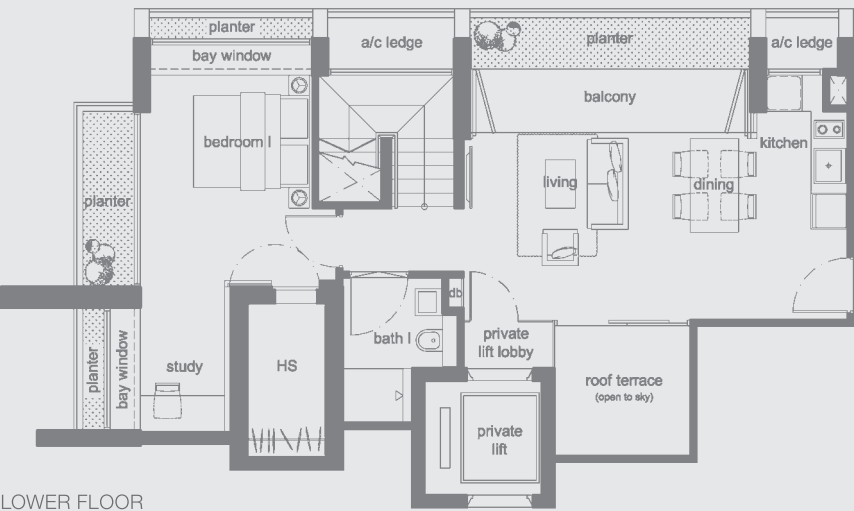 planter
a/c ledge
planter
a/c ledge
bay window
balcony
bedroom I
kitchen
living
dining
planter
db
bath I
private
lift lobby
planter
bay window
study
HS
roof terrace
(open to sky)
private
lift
LOWER FLOOR